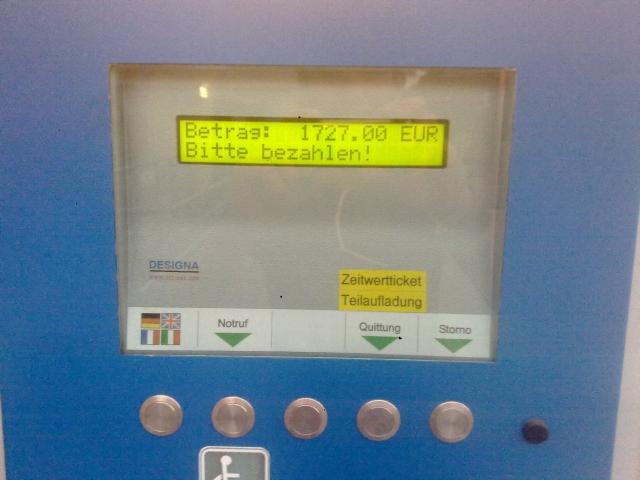 Betrag: 1727.00 EUR
Bitte bezahlen!
DESIGNA
Zeitwertticket
Teilaufladung
Notruf
Quittung
Storno